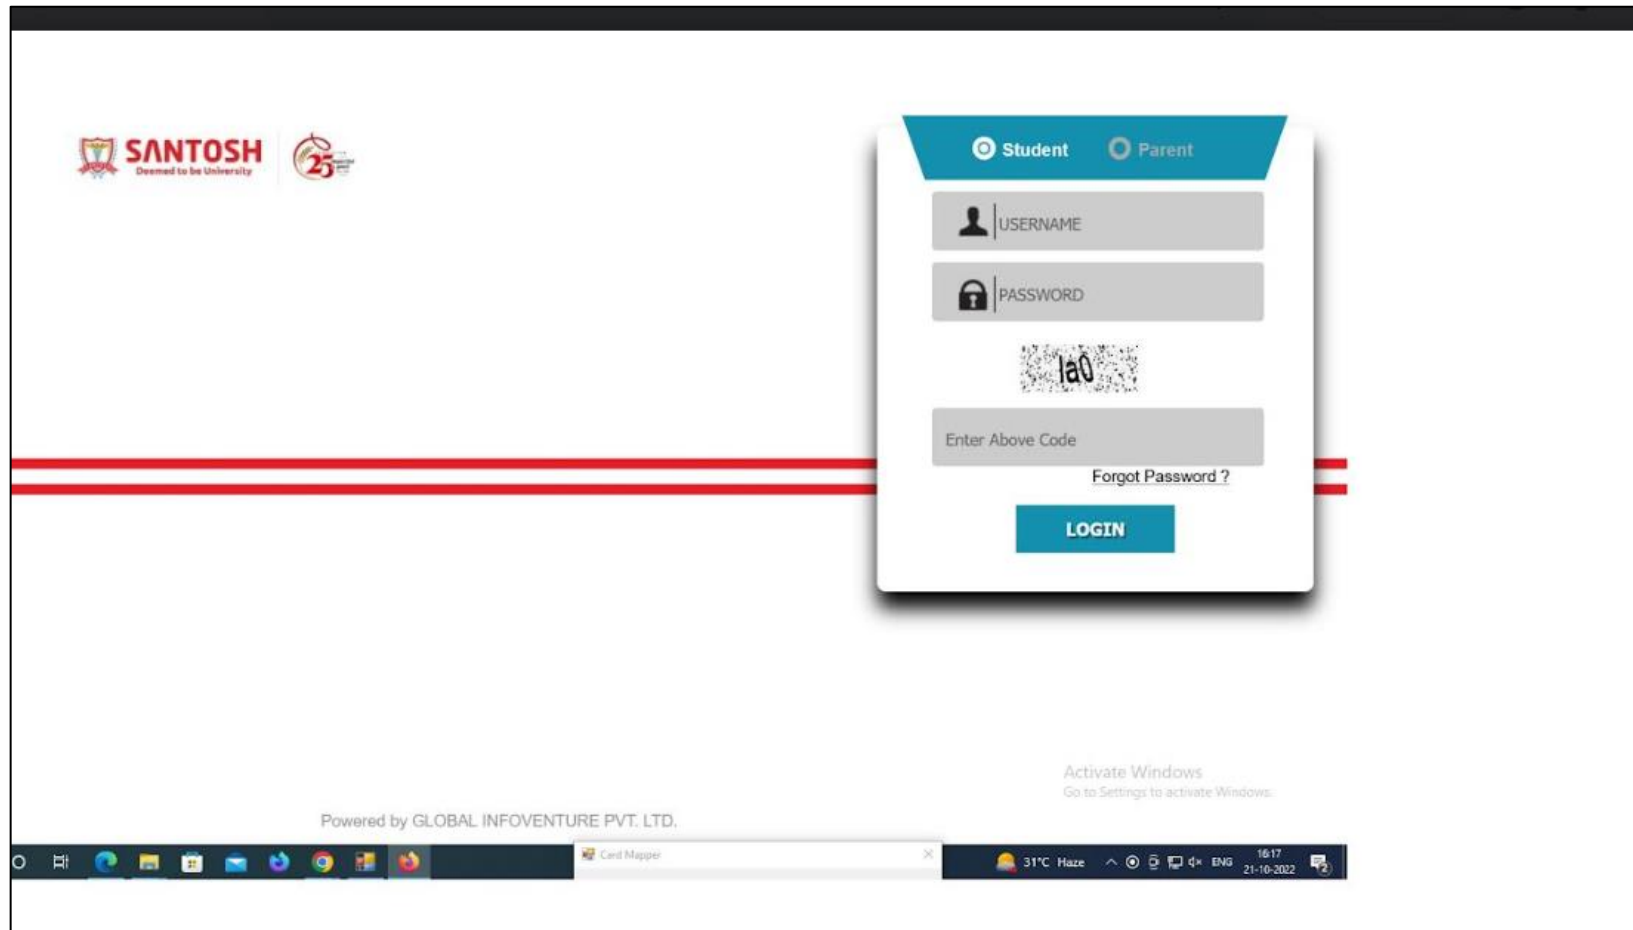 SANTOSH
Deemed to be University
25
Student
Parent
USERNAME
PASSWORD
la0
Enter Above Code
Forgot Password ?
LOGIN
Activate Windows
Go to Settings to activate Windows.
Powered by GLOBAL INFOVENTURE PVT. LTD.
Card Mapper
31°C Haze
ENG
16:17
21-10-2022
2